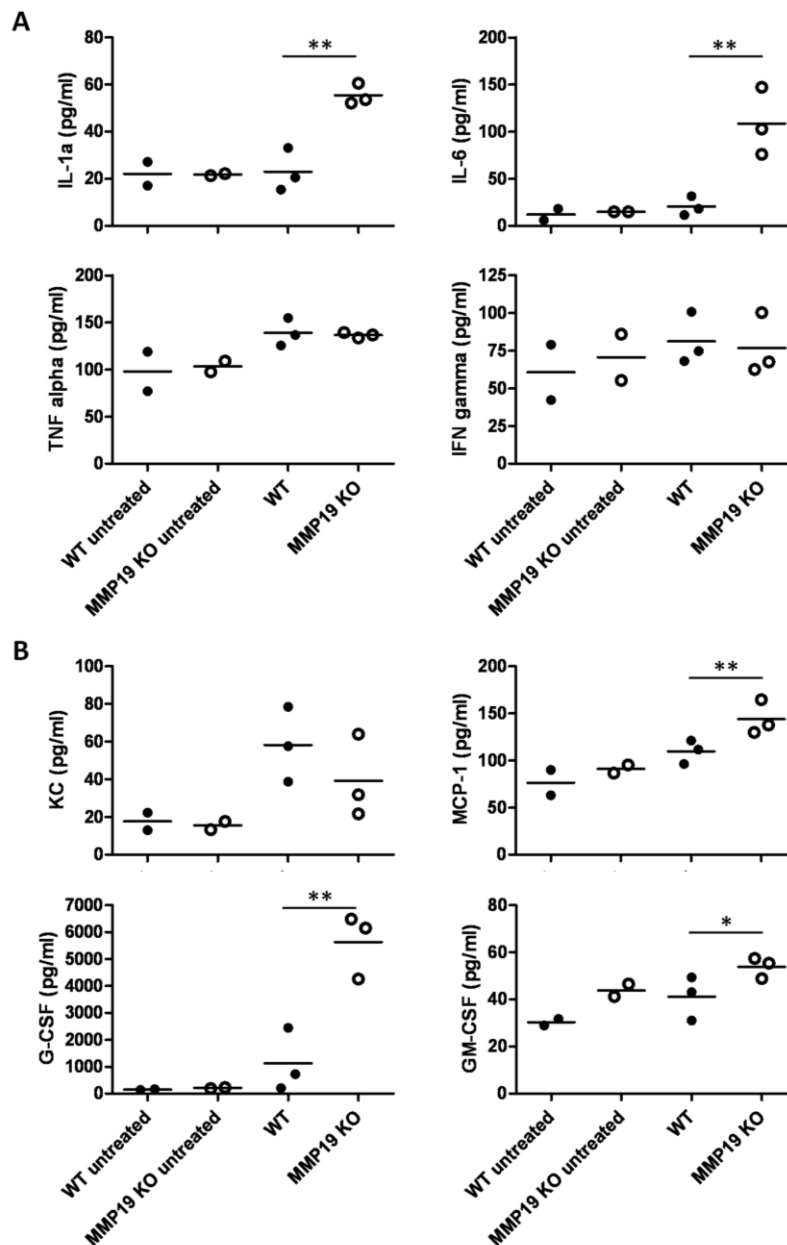 A
IL-1a (pg/ml)
80
60
40
20
0
**
IL-6 (pg/ml)
200
150
100
50
0
**
TNF alpha (pg/ml)
200
150
100
50
0
IFN gamma (pg/ml)
125
100
75
50
25
0
WT untreated
MMP19 KO untreated
WT
MMP19 KO
WT untreated
MMP19 KO untreated
WT
MMP19 KO
B
KC (pg/ml)
100
80
60
40
20
0
MCP-1 (pg/ml)
200
150
100
50
0
**
G-CSF (pg/ml)
7000
6000
5000
4000
3000
2000
1000
0
**
GM-CSF (pg/ml)
80
60
40
20
0
*
WT untreated
MMP19 KO untreated
WT
MMP19 KO
WT untreated
MMP19 KO untreated
WT
MMP19 KO